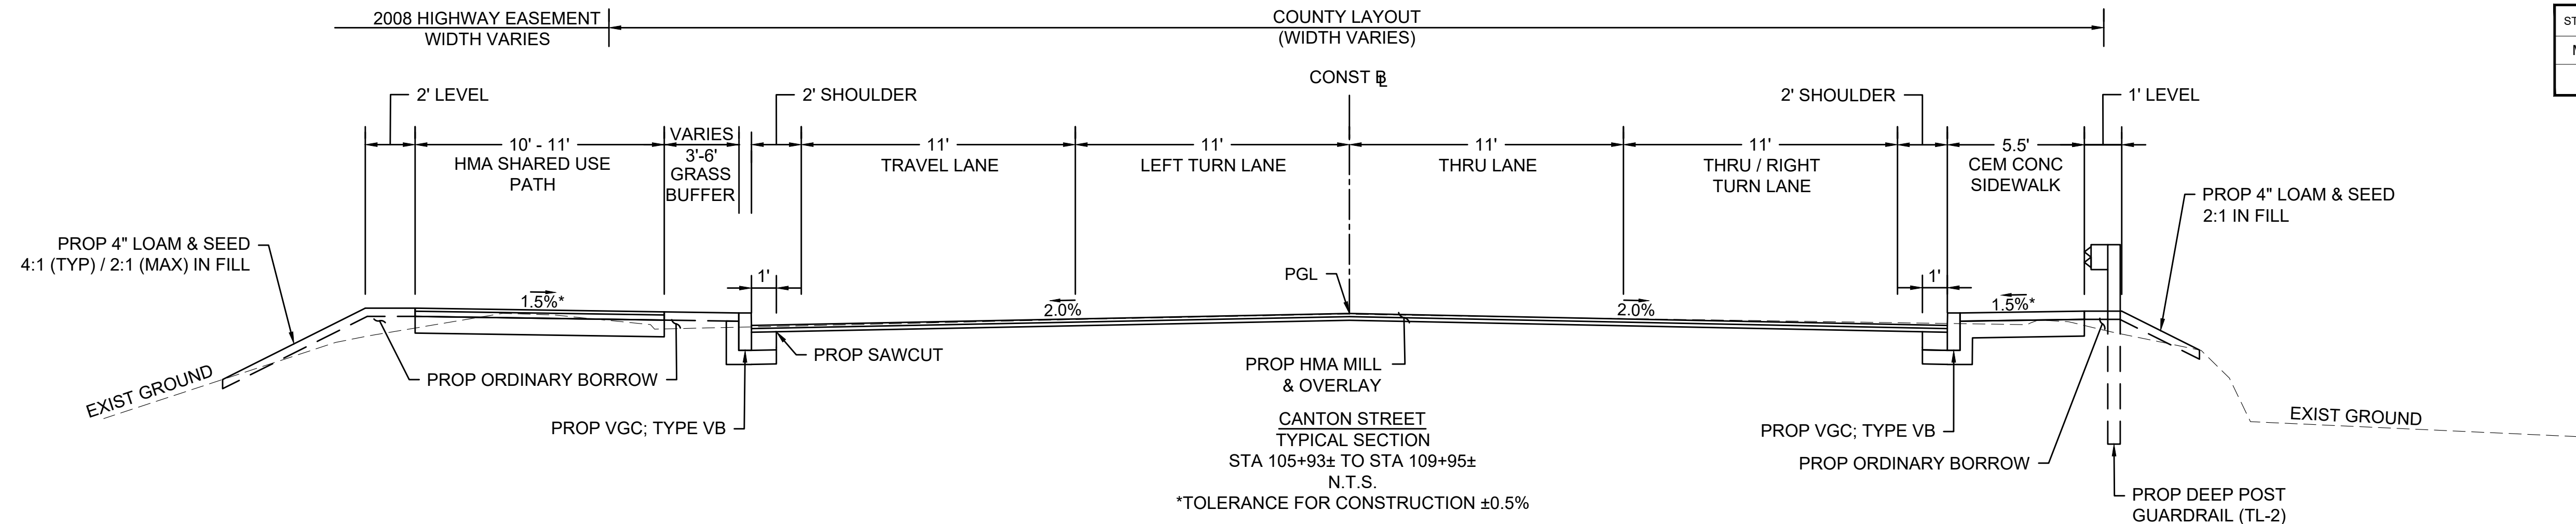 2008 HIGHWAY EASEMENT
WIDTH VARIES
COUNTY LAYOUT
(WIDTH VARIES)
CONST BL
2' LEVEL
2' SHOULDER
2' SHOULDER
1' LEVEL
10' - 11'
HMA SHARED USE
PATH
VARIES
3'-6'
GRASS
BUFFER
11'
TRAVEL LANE
11'
LEFT TURN LANE
11'
THRU LANE
11'
THRU / RIGHT
TURN LANE
5.5'
CEM CONC
SIDEWALK
PROP 4" LOAM & SEED
2:1 IN FILL
PROP 4" LOAM & SEED
4:1 (TYP) / 2:1 (MAX) IN FILL
1'
PGL
1'
1.5%*
2.0%
2.0%
1.5%*
PROP SAWCUT
PROP ORDINARY BORROW
PROP HMA MILL
& OVERLAY
EXIST GROUND
EXIST GROUND
PROP VGC; TYPE VB
PROP VGC; TYPE VB
PROP ORDINARY BORROW
CANTON STREET
TYPICAL SECTION
STA 105+93± TO STA 109+95±
N.T.S.
*TOLERANCE FOR CONSTRUCTION ±0.5%
PROP DEEP POST
GUARDRAIL (TL-2)